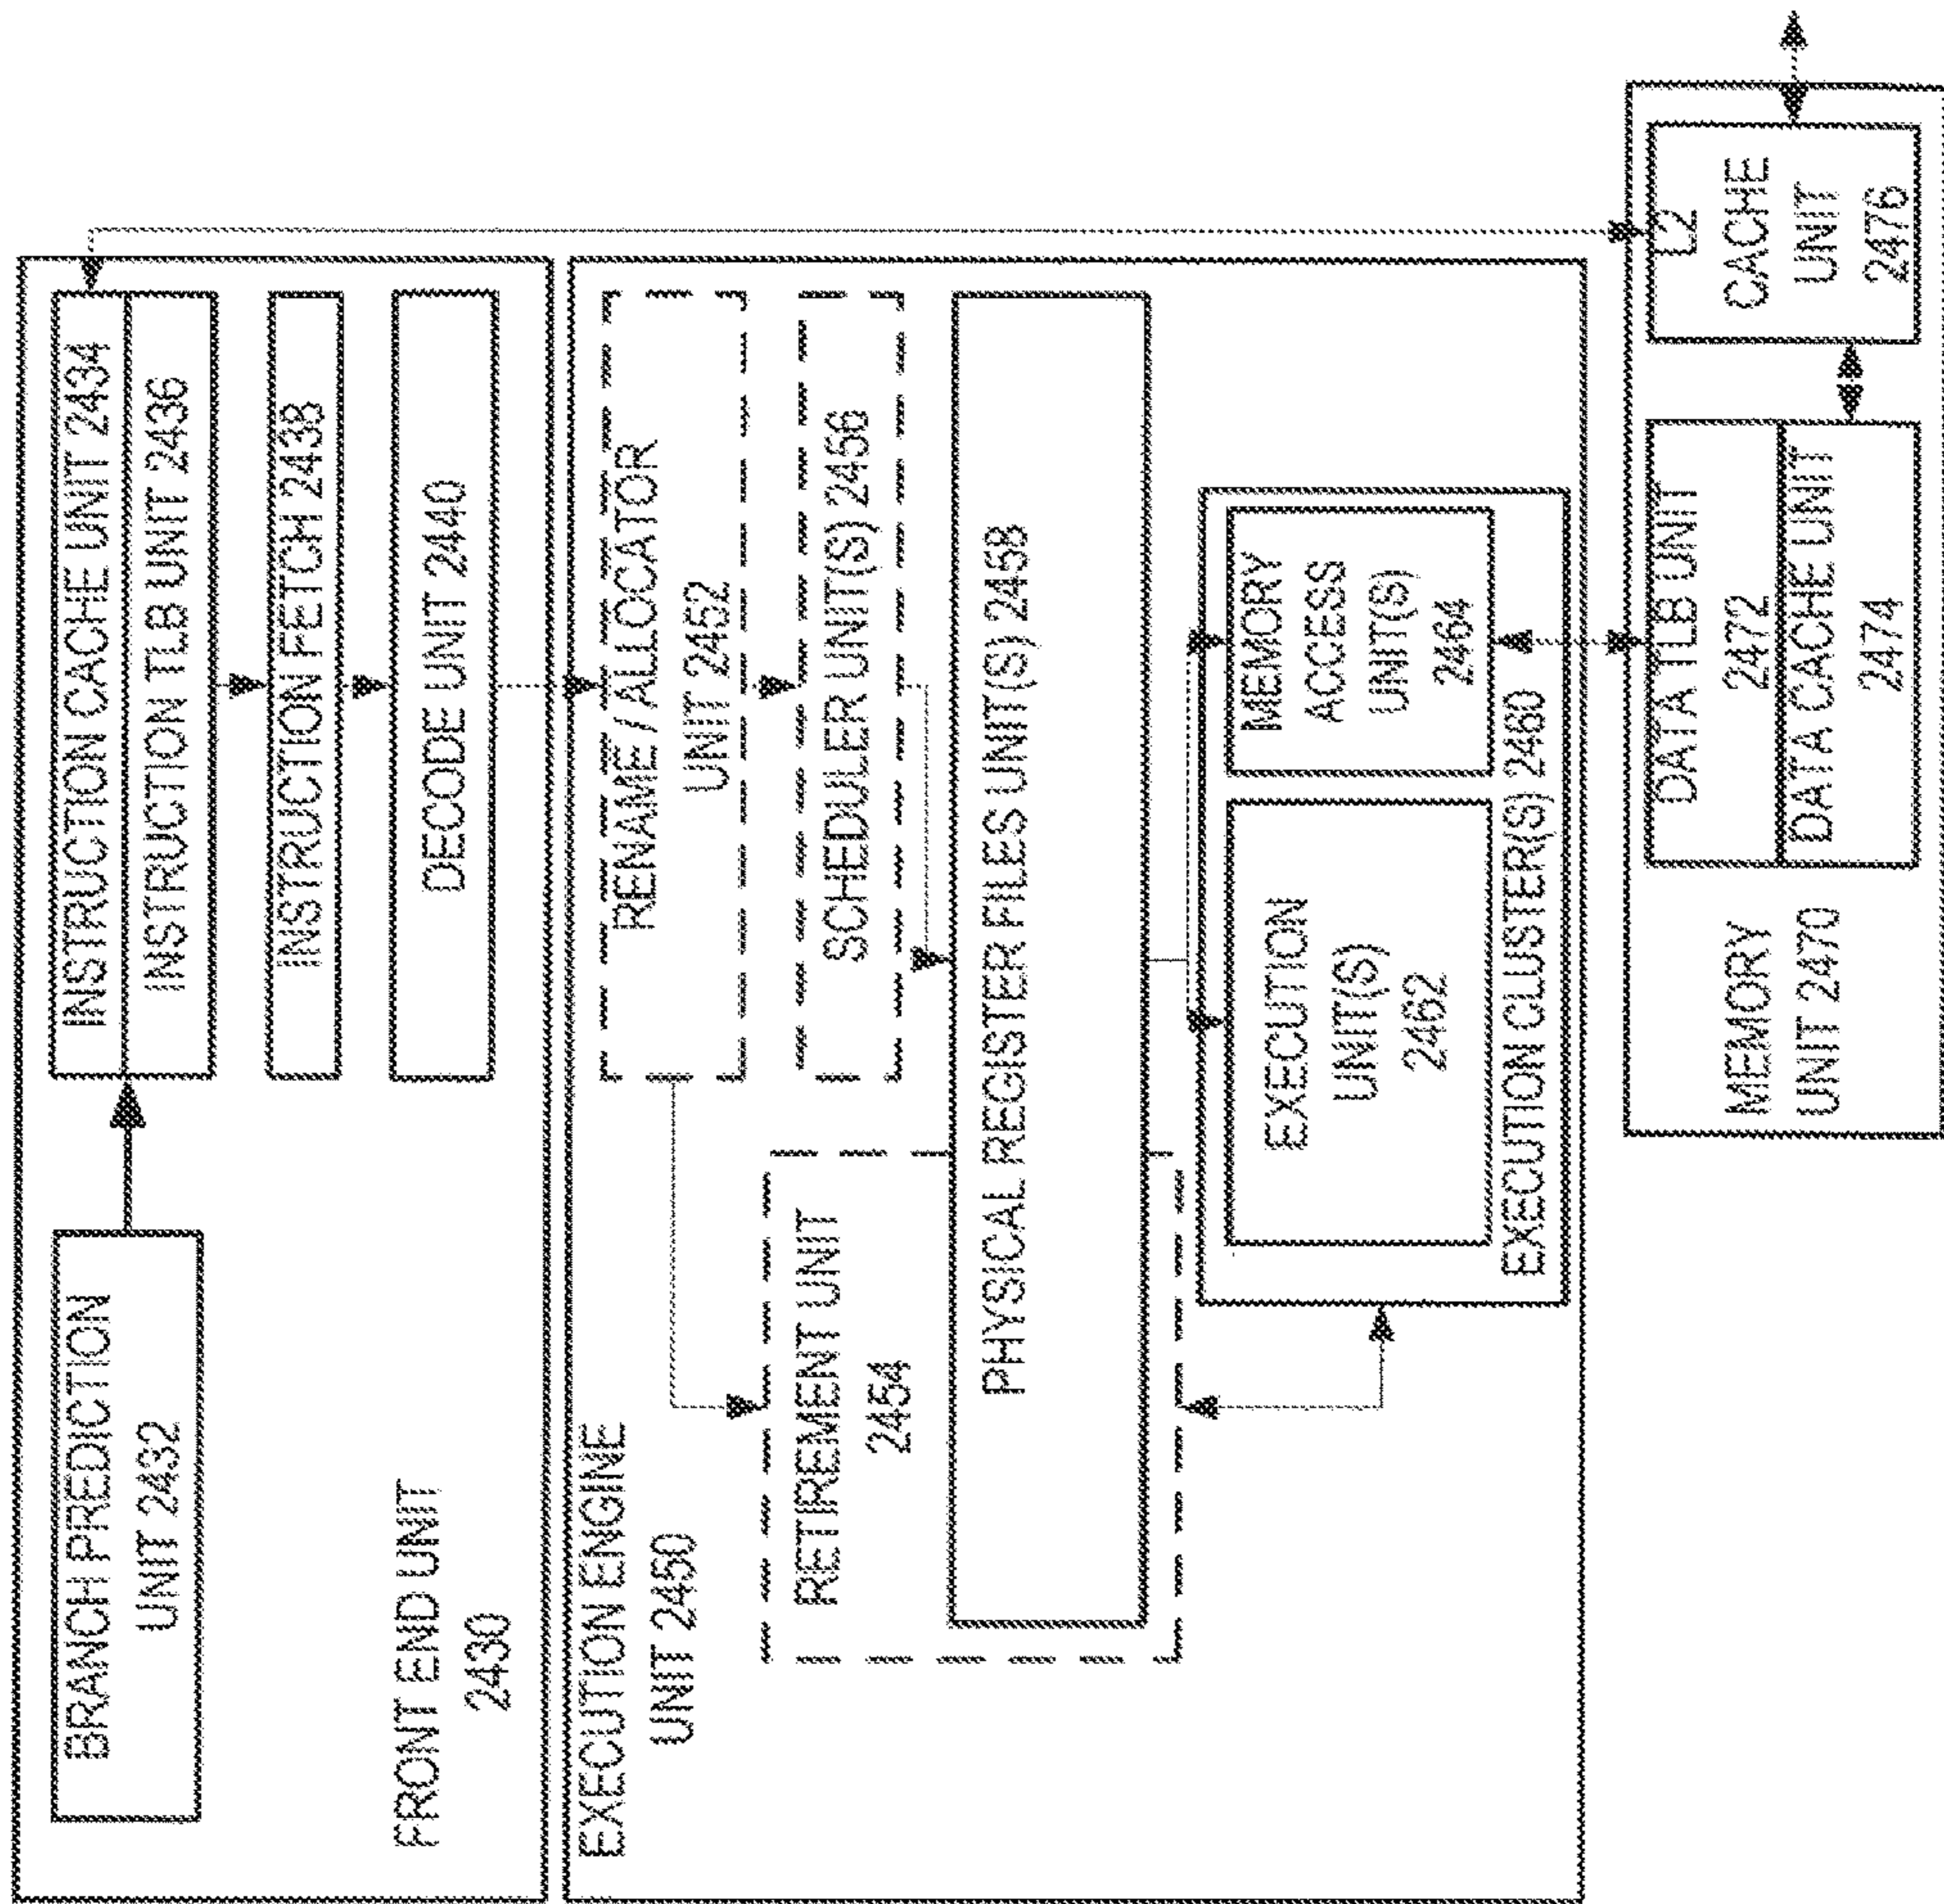 BRANCH PREDICTION
UNIT 2432
INSTRUCTION CACHE UNIT 2434
INSTRUCTION TLB UNIT 2436
INSTRUCTION FETCH 2438
DECODE UNIT 2440
FRONT END UNIT
2430
EXECUTION ENGINE
UNIT 2450
RENAME / ALLOCATOR
UNIT 2452
SCHEDULER UNIT(S) 2456
RETIREMENT UNIT
2454
PHYSICAL REGISTER FILES UNIT(S) 2458
EXECUTION
UNIT(S)
2462
MEMORY
ACCESS
UNIT(S)
2464
EXECUTION CLUSTER(S) 2460
MEMORY
UNIT 2470
DATA TLB UNIT
2472
DATA CACHE UNIT
2474
L2
CACHE
UNIT
2476